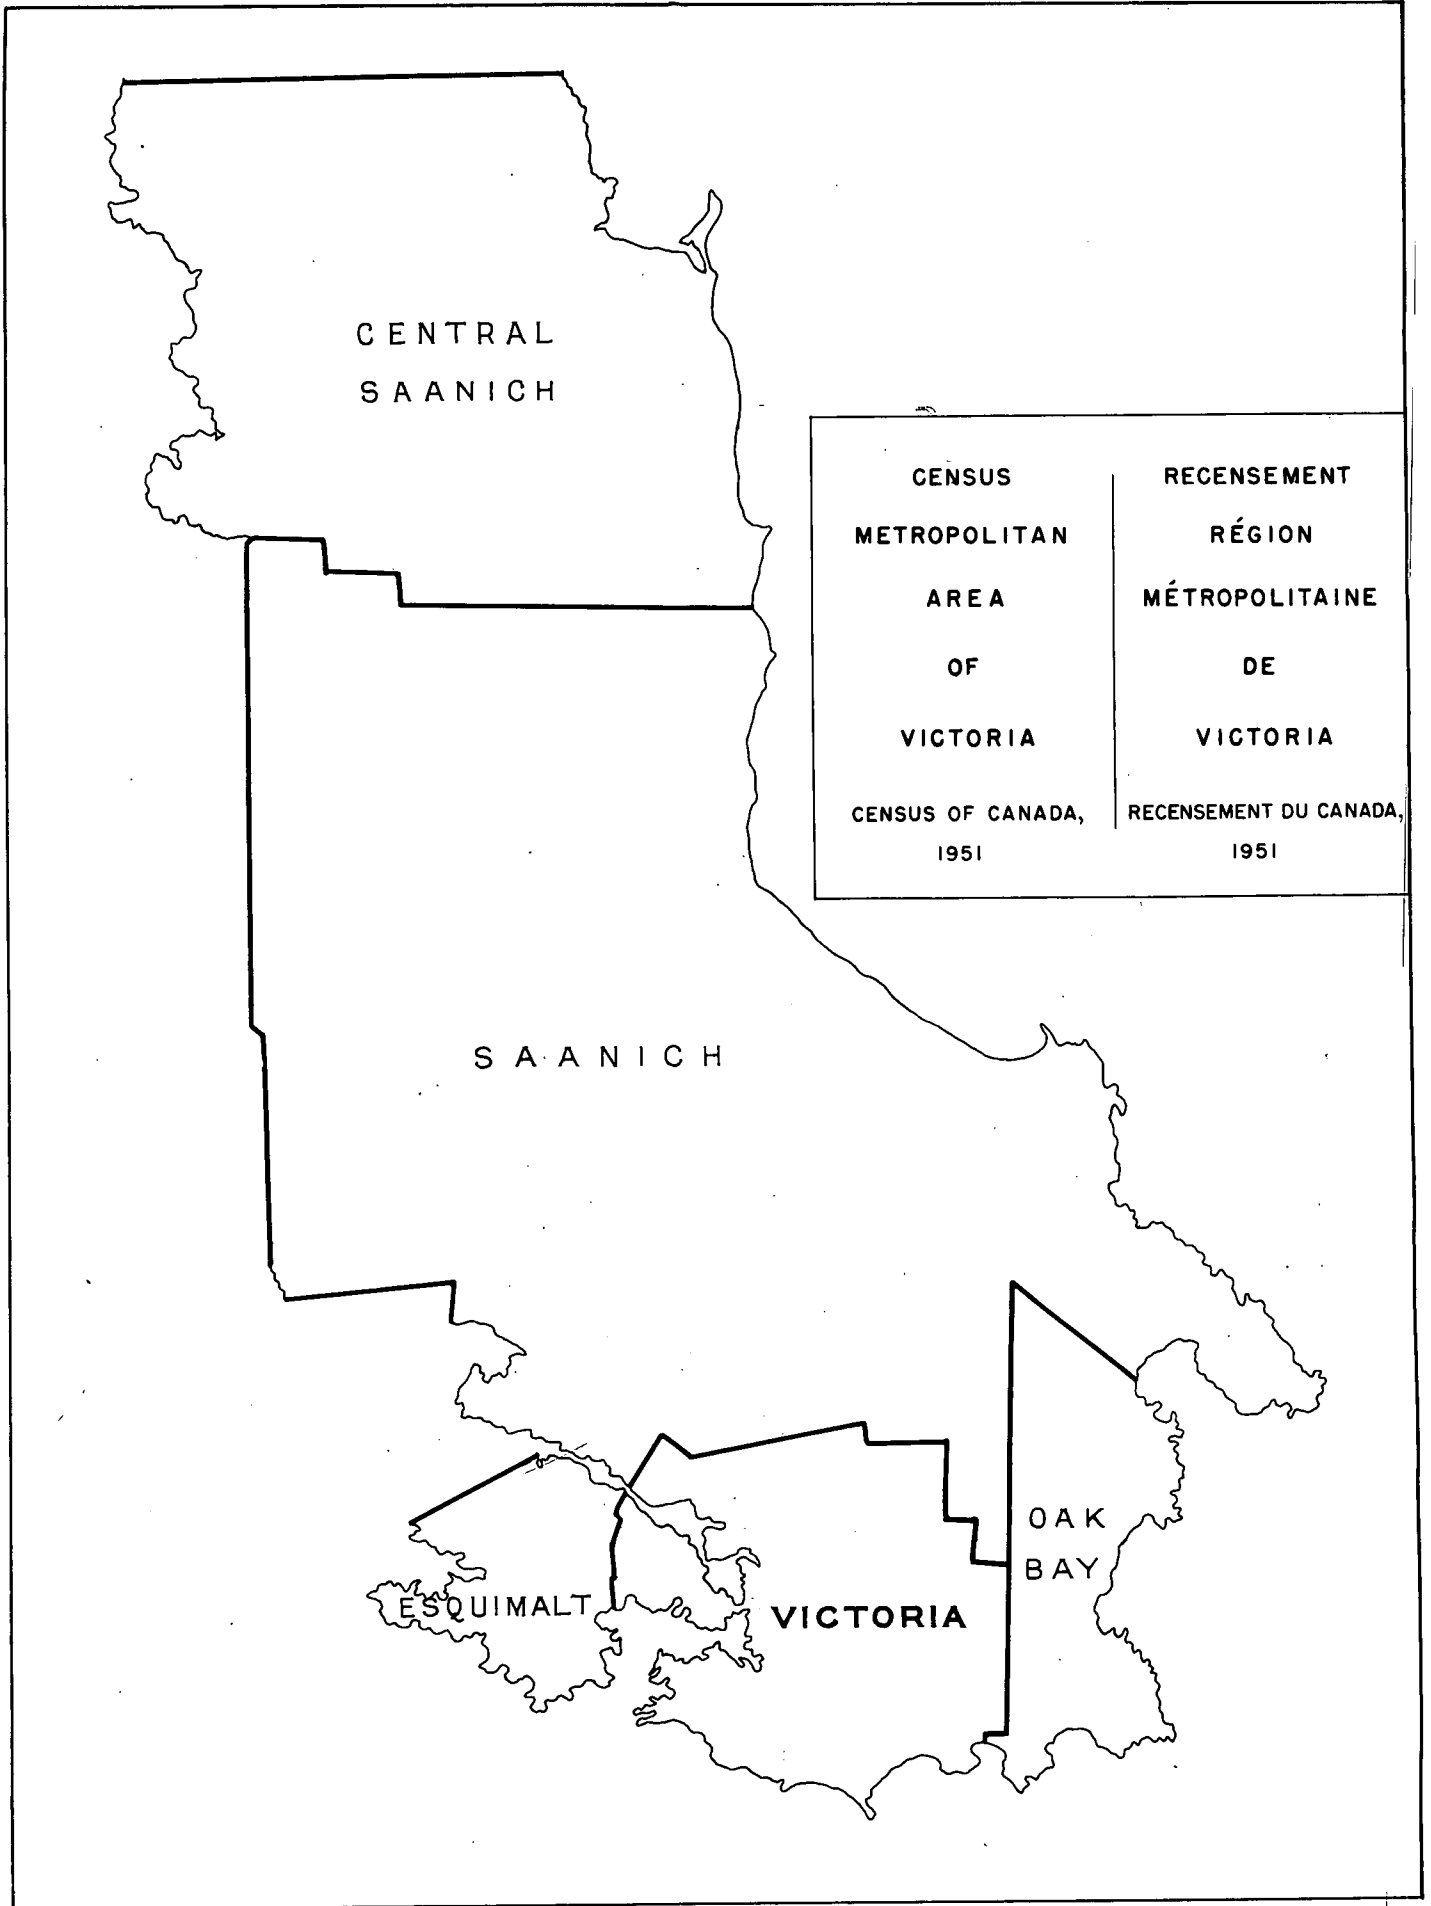 CENTRAL
SAANICH
CENSUS
METROPOLITAN
AREA
OF
VICTORIA
CENSUS OF CANADA,
1951
RECENSEMENT
RÉGION
MÉTROPOLITAINE
DE
VICTORIA
RECENSEMENT DU CANADA,
1951
SAANICH
OAK
BAY
ESQUIMALT
VICTORIA